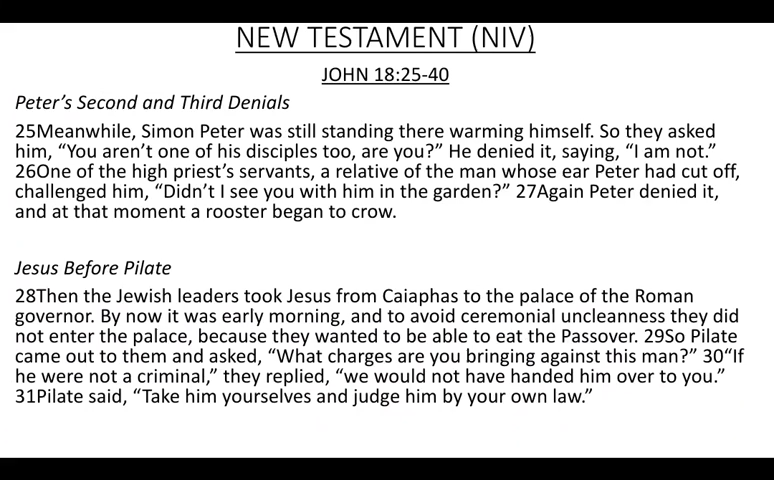 NEW TESTAMENT (NIV)
JOHN 18:25-40
Peter’s Second and Third Denials
25Meanwhile, Simon Peter was still standing there warming himself. So they asked
him, “You aren’t one of his disciples too, are you?” He denied it, saying, “I am not.”
26One of the high priest’s servants, a relative of the man whose ear Peter had cut off,
challenged him, “Didn’t I see you with him in the garden?” 27Again Peter denied it,
and at that moment a rooster began to crow.
Jesus Before Pilate
28Then the Jewish leaders took Jesus from Caiaphas to the palace of the Roman
governor. By now it was early morning, and to avoid ceremonial uncleanness they did
not enter the palace, because they wanted to be able to eat the Passover. 29So Pilate
came out to them and asked, “What charges are you bringing against this man?” 30“If
he were not a criminal,” they replied, “we would not have handed him over to you.”
31Pilate said, “Take him yourselves and judge him by your own law.”